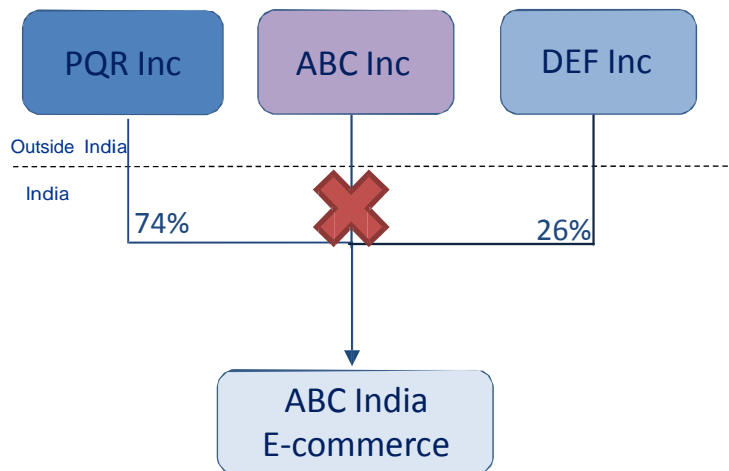 PQR Inc
ABC Inc
DEF Inc
Outside India
India
74%
26%
ABC India
E-commerce